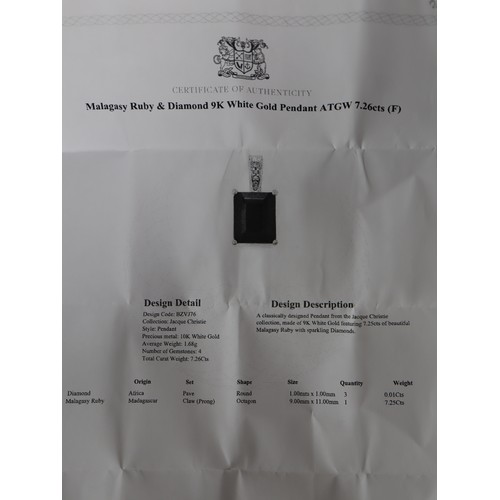 CERTIFICATE OF AUTHENTICITY
Malagasy Ruby & Diamond 9K White Gold Pendant ATGW 7.26cts (F)
Design Detail
Design Code: BZVJ76
Collection: Jacque Christie
Style: Pendant
Precious metal: 10K White Gold
Average Weight: 1.68g
Number of Gemstones: 4
Total Carat Weight: 7.26Cts
Design Description
A classically designed Pendant from the Jacque Christie
collection, made of 9K White Gold featuring 7.25cts of beautiful
Malagasy Ruby with sparkling Diamonds.
Origin Set Shape Size Quantity Weight
Diamond Africa Pave Round 1.00mm x 1.00mm 3 0.01Cts
Malagasy Ruby Madagascar Claw (Prong) Octagon 9.00mm x 11.00mm 1 7.25Cts